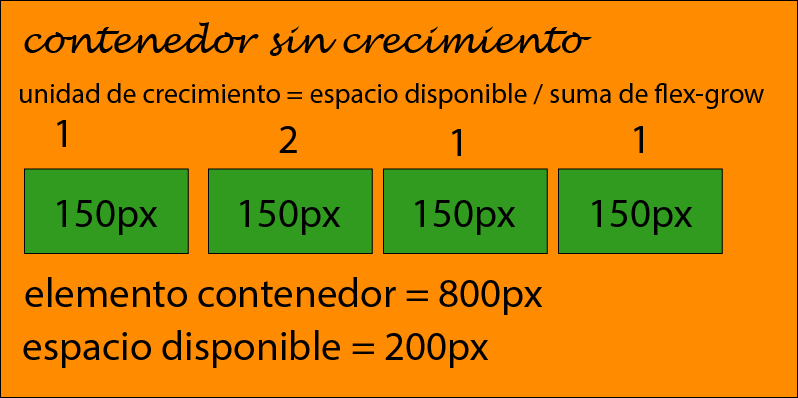 contenedor sin crecimiento
unidad de crecimiento = espacio disponible / suma de flex-grow
1 2 1 1
150px 150px 150px 150px
elemento contenedor = 800px
espacio disponible = 200px